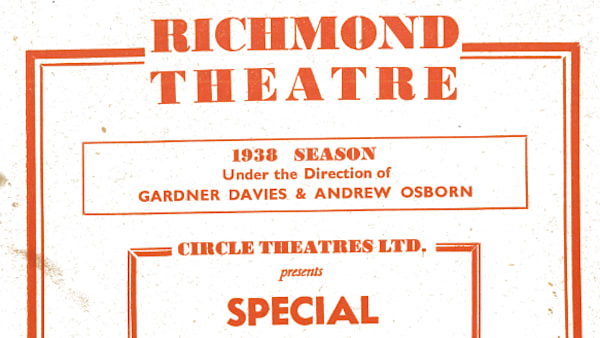 RICHMOND
THEATRE
1938 SEASON
Under the Direction of
GARDNER DAVIES & ANDREW OSBORN
CIRCLE THEATRES LTD.
presents
SPECIAL